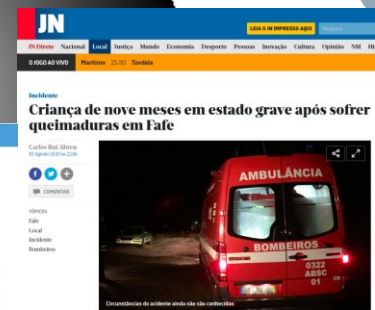 JN
LEIA O JN IMPRESSO AQUI
Pesquisa
JN Direto Nacional Local Justiça Mundo Economia Desporto Pessoas Inovação Cultura Opinião NM
O JOGO AO VIVO Marítimo 15:30 Tondela
Incidente
Criança de nove meses em estado grave após sofrer
queimaduras em Fafe
Carlos Rui Abreu
COMENTAR
TÓPICOS
Fafe
Local
Incidente
Bombeiros
AMBULÂNCIA
BOMBEIROS
0322
ABSC
01
Circunstâncias do acidente ainda não são conhecidas